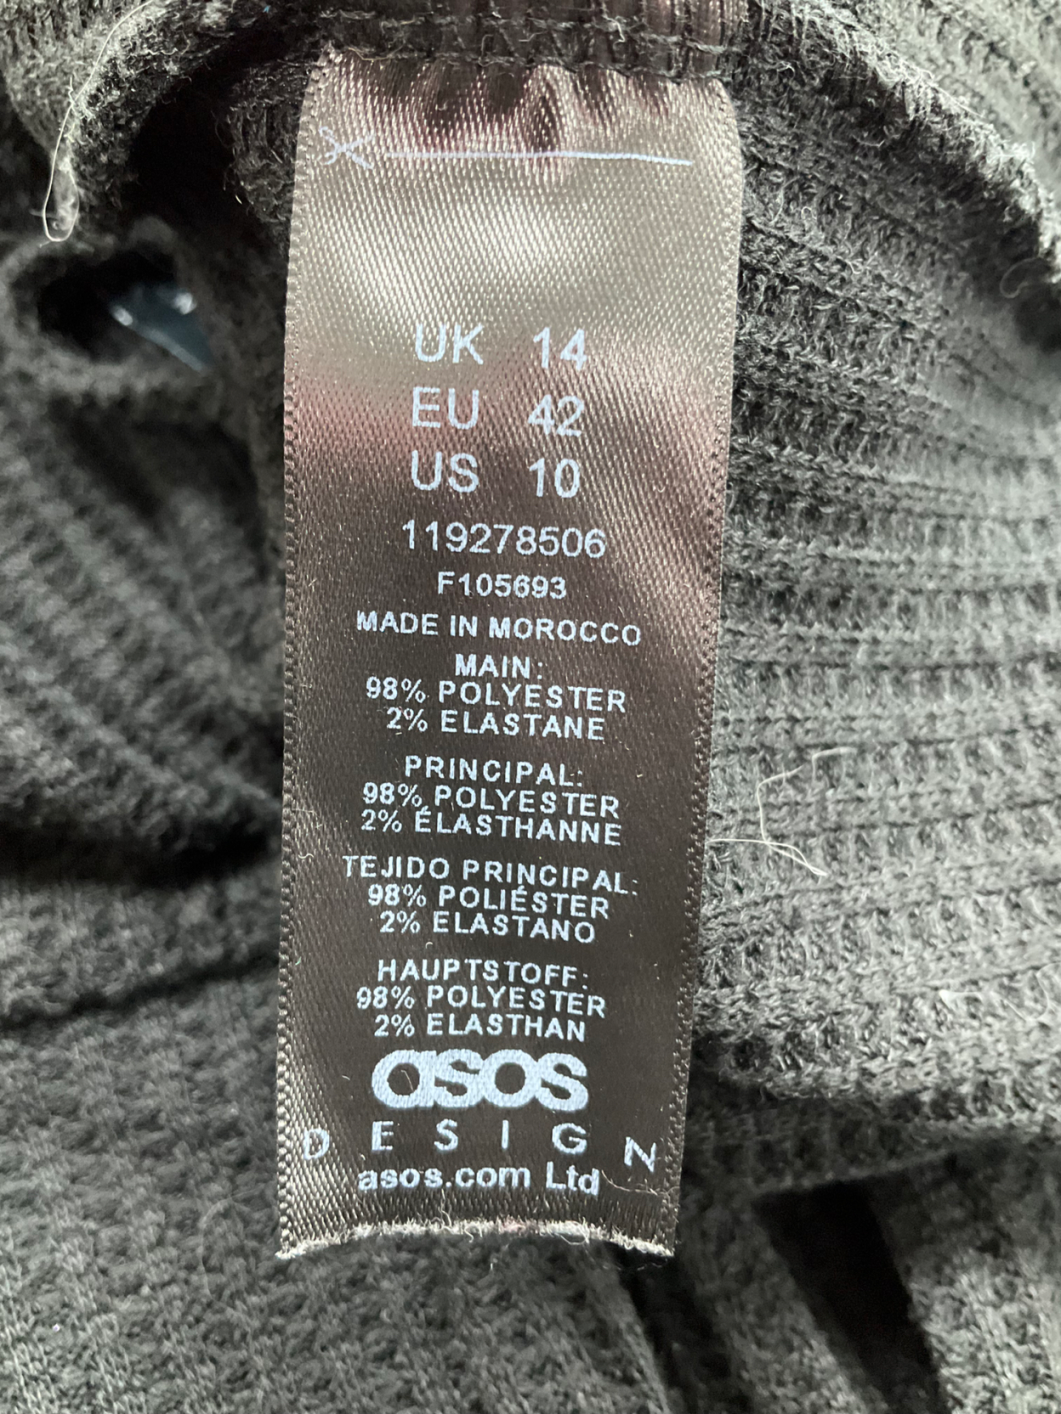 UK 14
EU 42
US 10
119278506
F105693
MADE IN MOROCCO
MAIN:
98% POLYESTER
2% ELASTANE
PRINCIPAL:
98% POLYESTER
2% ÉLASTHANNE
TEJIDO PRINCIPAL:
98% POLIÉSTER
2% ELASTANO
HAUPTSTOFF:
98% POLYESTER
2% ELASTHAN
asos
DESIGN
asos.com Ltd